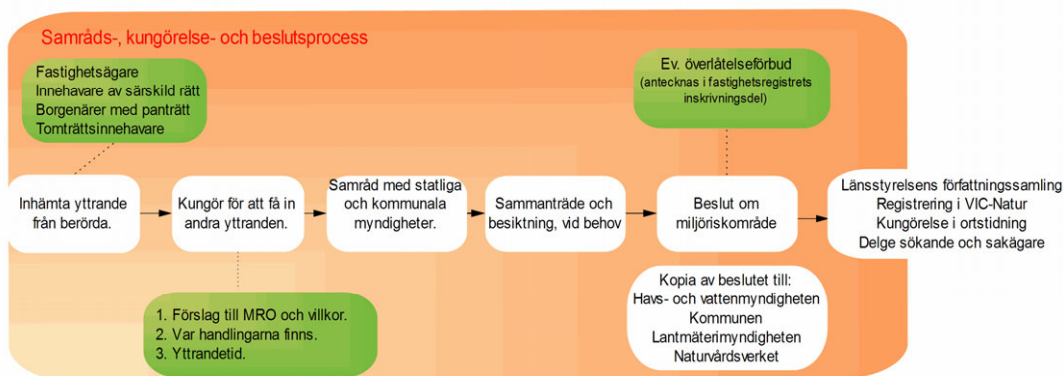 Samråds-, kungörelse- och beslutsprocess
Fastighetsägare
Innehavare av särskild rätt
Borgenärer med panträtt
Tomträttsinnehavare
Ev. överlåtelseförbud
(antecknas i fastighetsregistrets
inskrivningsdel)
Inhämta yttrande
från berörda.
Kungör för att få in
andra yttranden.
Samråd med statliga
och kommunala
myndigheter.
Sammanträde och
besiktning, vid behov
Beslut om
miljöriskområde
Länsstyrelsens författningssamling
Registrering i VIC-Natur
Kungörelse i ortstidning
Delge sökande och sakägare
1. Förslag till MRO och villkor.
2. Var handlingarna finns.
3. Yttrandetid.
Kopia av beslutet till:
Havs- och vattenmyndigheten
Kommunen
Lantmäterimyndigheten
Naturvårdsverket